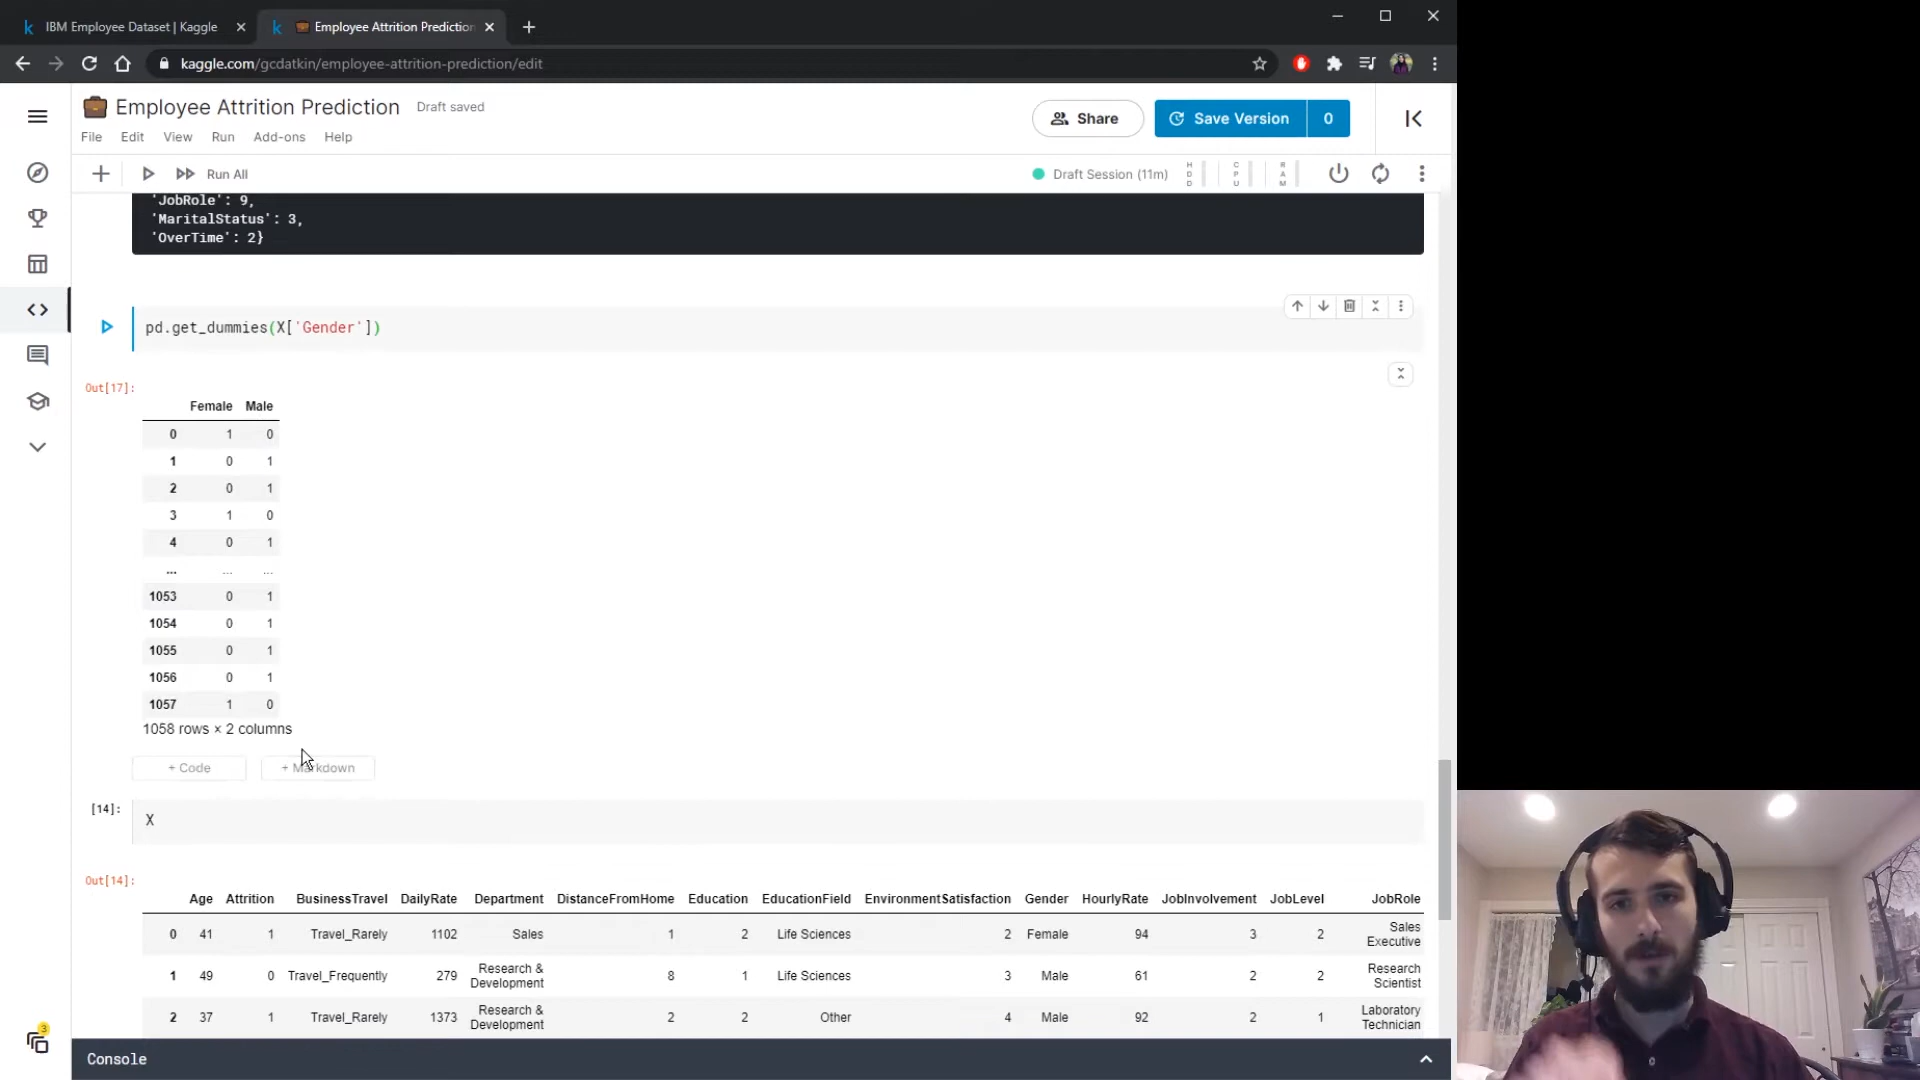 IBM Employee Dataset | Kaggle
Employee Attrition Prediction
kaggle.com/gcdatkin/employee-attrition-prediction/edit
Employee Attrition Prediction Draft saved
Share Save Version 0
File Edit View Run Add-ons Help
Run All Draft Session (11m) HDD CPU RAM
'JobRole': 9,
'MaritalStatus': 3,
'OverTime': 2}
pd.get_dummies(X['Gender'])
Out[17]:
Female Male
0 1 0
1 0 1
2 0 1
3 1 0
4 0 1
... ... ...
1053 0 1
1054 0 1
1055 0 1
1056 0 1
1057 1 0
1058 rows × 2 columns
+ Code + Markdown
[14]: X
Out[14]:
Age Attrition BusinessTravel DailyRate Department DistanceFromHome Education EducationField EnvironmentSatisfaction Gender HourlyRate JobInvolvement JobLevel JobRole
0 41 1 Travel_Rarely 1102 Sales 1 2 Life Sciences 2 Female 94 3 2 Sales Executive
1 49 0 Travel_Frequently 279 Research & Development 8 1 Life Sciences 3 Male 61 2 2 Research Scientist
2 37 1 Travel_Rarely 1373 Research & Development 2 2 Other 4 Male 92 2 1 Laboratory Technician
3
Console